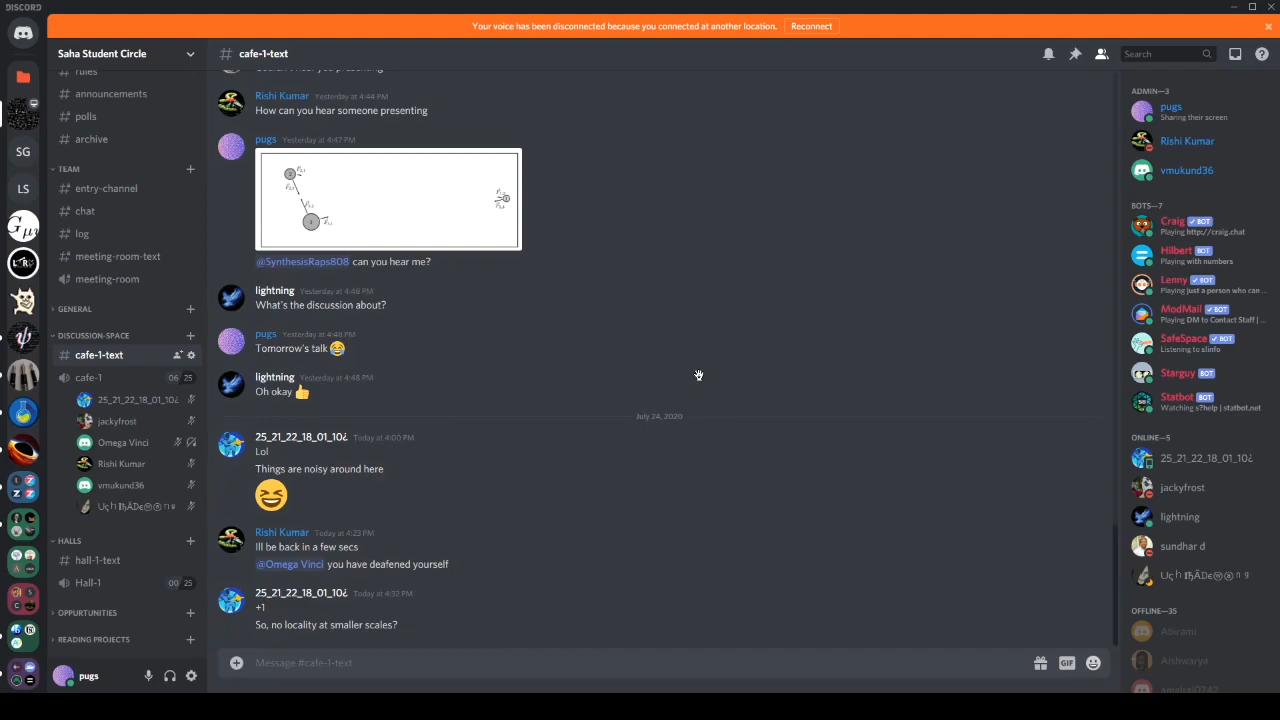 DISCORD
Your voice has been disconnected because you connected at another location. Reconnect
Saha Student Circle
rules
announcements
polls
archive
TEAM
entry-channel
chat
log
meeting-room-text
meeting-room
GENERAL
DISCUSSION-SPACE
cafe-1-text
cafe-1 06 25
25_21_22_18_01_10¿
jackyfrost
Omega Vinci
Rishi Kumar
vmukund36
HALLS
hall-1-text
Hall-1 00 25
OPPURTUNITIES
READING PROJECTS
pugs
SG
LS
# cafe-1-text
Search
Rishi Kumar Yesterday at 4:44 PM
How can you hear someone presenting
pugs Yesterday at 4:47 PM
@SynthesisRaps808 can you hear me?
lightning Yesterday at 4:48 PM
What's the discussion about?
pugs Yesterday at 4:48 PM
Tomorrow's talk 😂
lightning Yesterday at 4:48 PM
Oh okay 👍
July 24, 2020
25_21_22_18_01_10¿ Today at 4:00 PM
Lol
Things are noisy around here
😆
Rishi Kumar Today at 4:23 PM
Ill be back in a few secs
@Omega Vinci you have deafened yourself
25_21_22_18_01_10¿ Today at 4:32 PM
+1
So, no locality at smaller scales?
Message #cafe-1-text
GIF
ADMIN—3
pugs
Sharing their screen
Rishi Kumar
vmukund36
BOTS—7
Craig ✔ BOT
Playing http://craig.chat
Hilbert BOT
Playing with numbers
Lenny ✔ BOT
Playing just a person who can ...
ModMail ✔ BOT
Playing DM to Contact Staff | ...
SafeSpace ✔ BOT
Listening to s!info
Starguy BOT
Statbot BOT
Watching s?help | statbot.net
ONLINE—5
25_21_22_18_01_10¿
jackyfrost
lightning
sundhar d
OFFLINE—35
Abirami
Aishwarya